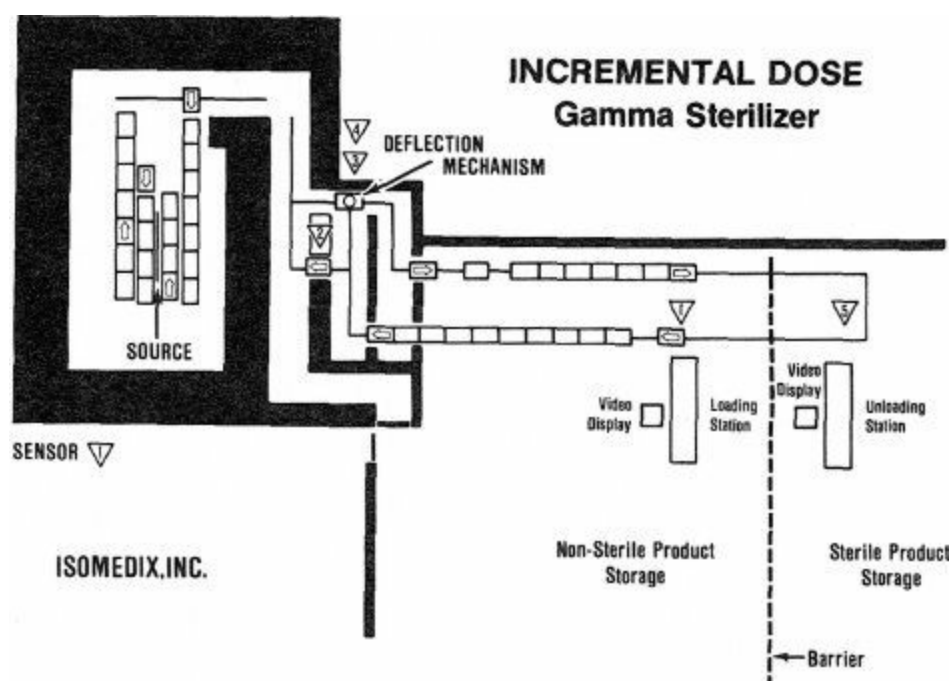 INCREMENTAL DOSE
Gamma Sterilizer
4
3
DEFLECTION
MECHANISM
2
1
5
SOURCE
Video
Display
Loading
Station
Video
Display
Unloading
Station
SENSOR 1
ISOMEDIX,INC.
Non-Sterile Product
Storage
Sterile Product
Storage
Barrier